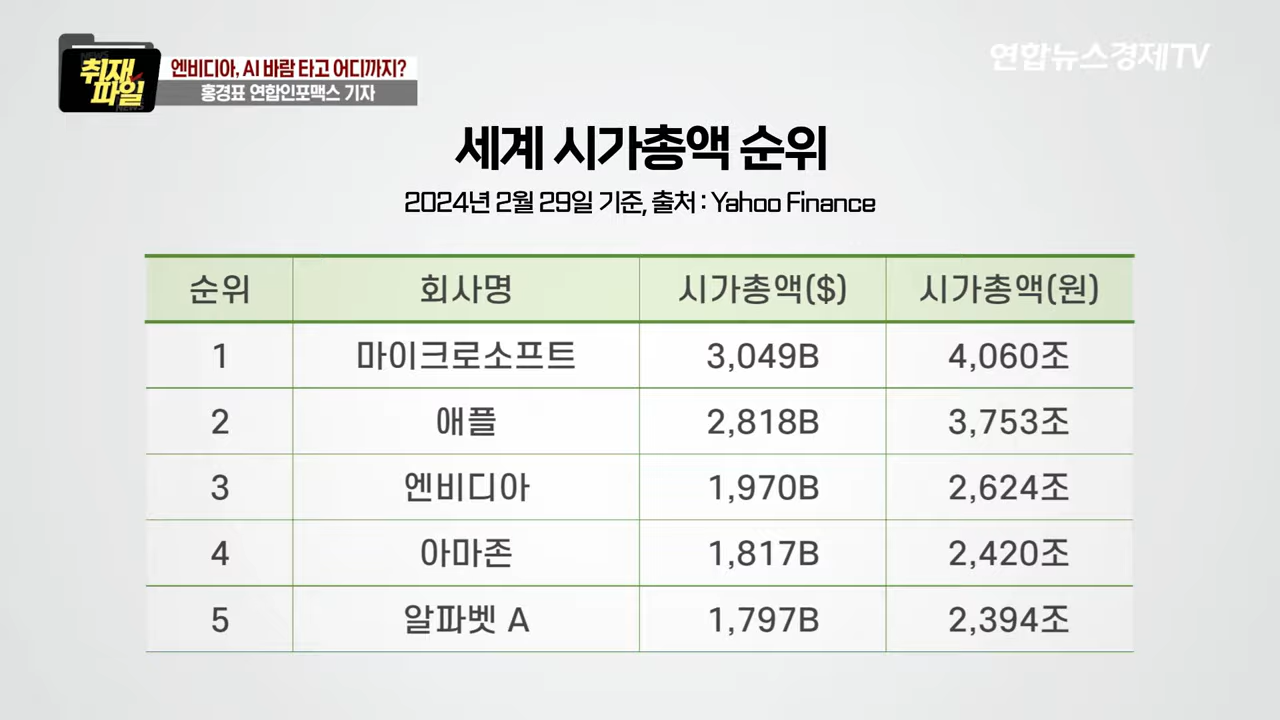 NEWS
취재
파일
NEWS
엔비디아, AI 바람 타고 어디까지?
홍경표 연합인포맥스 기자
연합뉴스경제TV
세계 시가총액 순위
2024년 2월 29일 기준, 출처 : Yahoo Finance
순위 회사명 시가총액($) 시가총액(원)
1 마이크로소프트 3,049B 4,060조
2 애플 2,818B 3,753조
3 엔비디아 1,970B 2,624조
4 아마존 1,817B 2,420조
5 알파벳 A 1,797B 2,394조